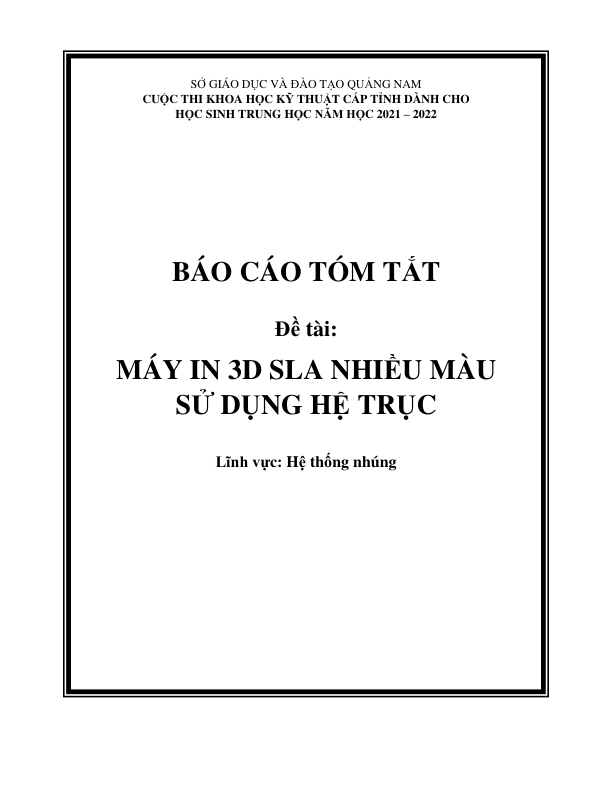 SỞ GIÁO DỤC VÀ ĐÀO TẠO QUẢNG NAM
CUỘC THI KHOA HỌC KỸ THUẬT CẤP TỈNH DÀNH CHO
HỌC SINH TRUNG HỌC NĂM HỌC 2021 – 2022
BÁO CÁO TÓM TẮT
Đề tài:
MÁY IN 3D SLA NHIỀU MÀU
SỬ DỤNG HỆ TRỤC
Lĩnh vực: Hệ thống nhúng